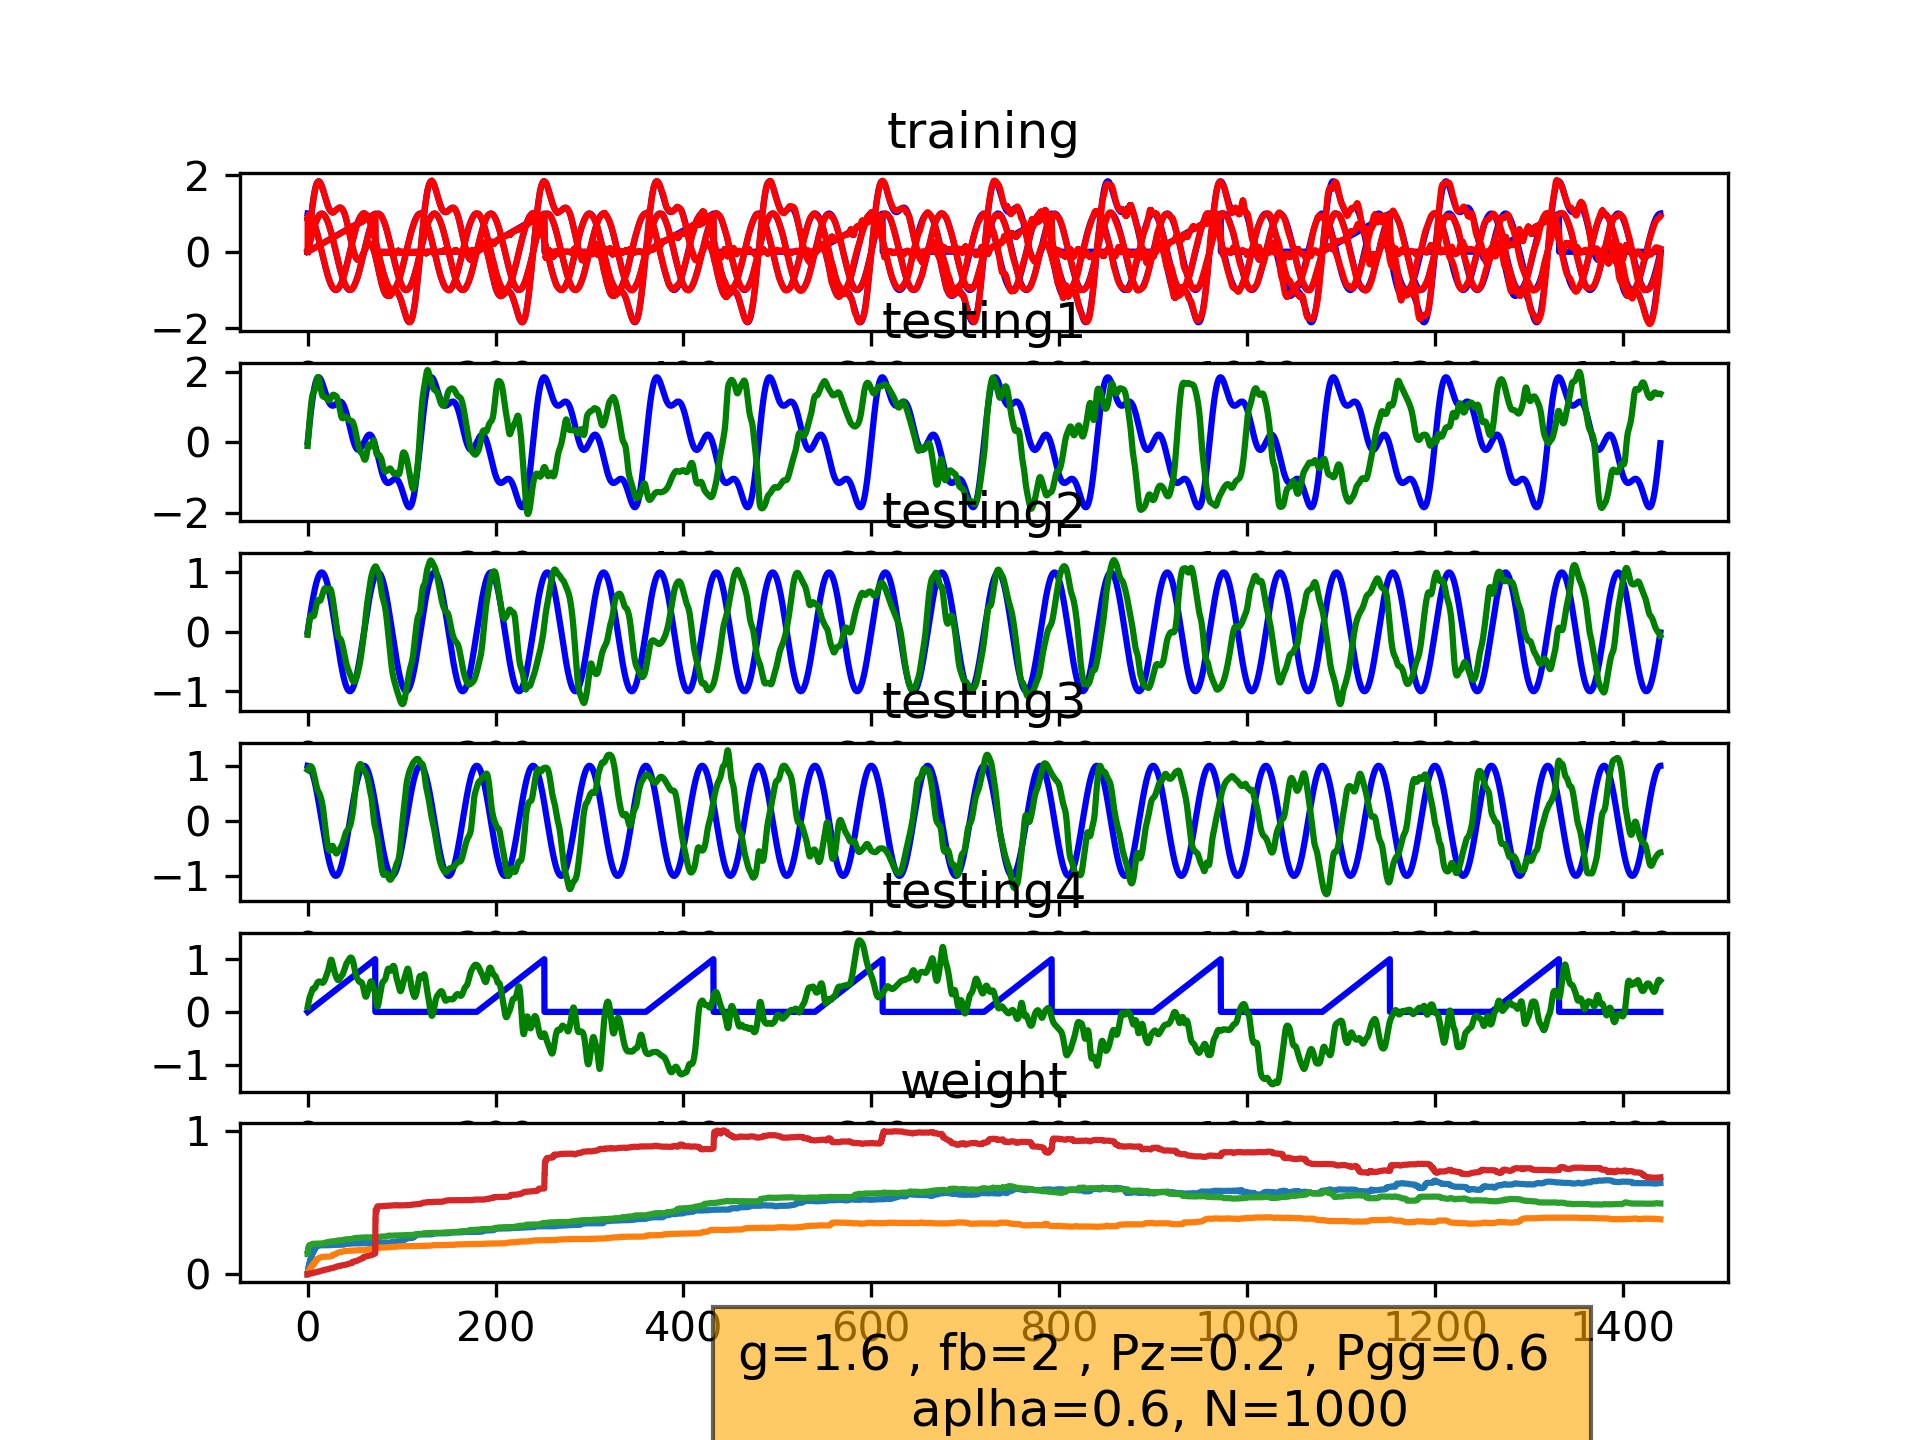 training
2
0
−2
testing1
2
0
−2
testing2
1
0
−1
testing3
1
0
−1
testing4
1
0
−1
weight
1
0
0 200 400 600 800 1000 1200 1400
g=1.6 , fb=2 , Pz=0.2 , Pgg=0.6
aplha=0.6, N=1000